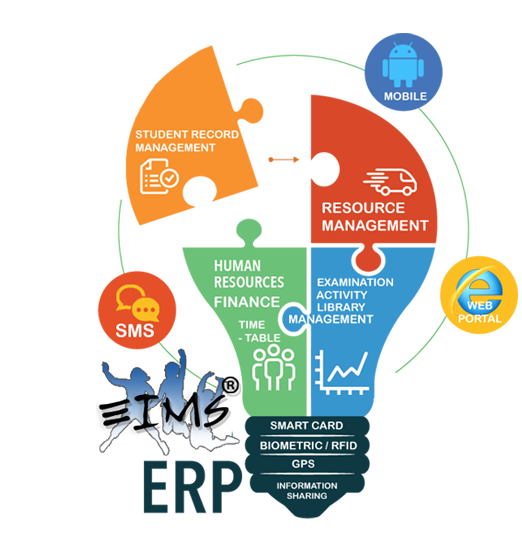 MOBILE
STUDENT RECORD
MANAGEMENT
RESOURCE
MANAGEMENT
HUMAN
RESOURCES
FINANCE
TIME
- TABLE
EXAMINATION
ACTIVITY
LIBRARY
MANAGEMENT
WEB
PORTAL
SMS
EIMS®
ERP
SMART CARD
BIOMETRIC / RFID
GPS
INFORMATION
SHARING